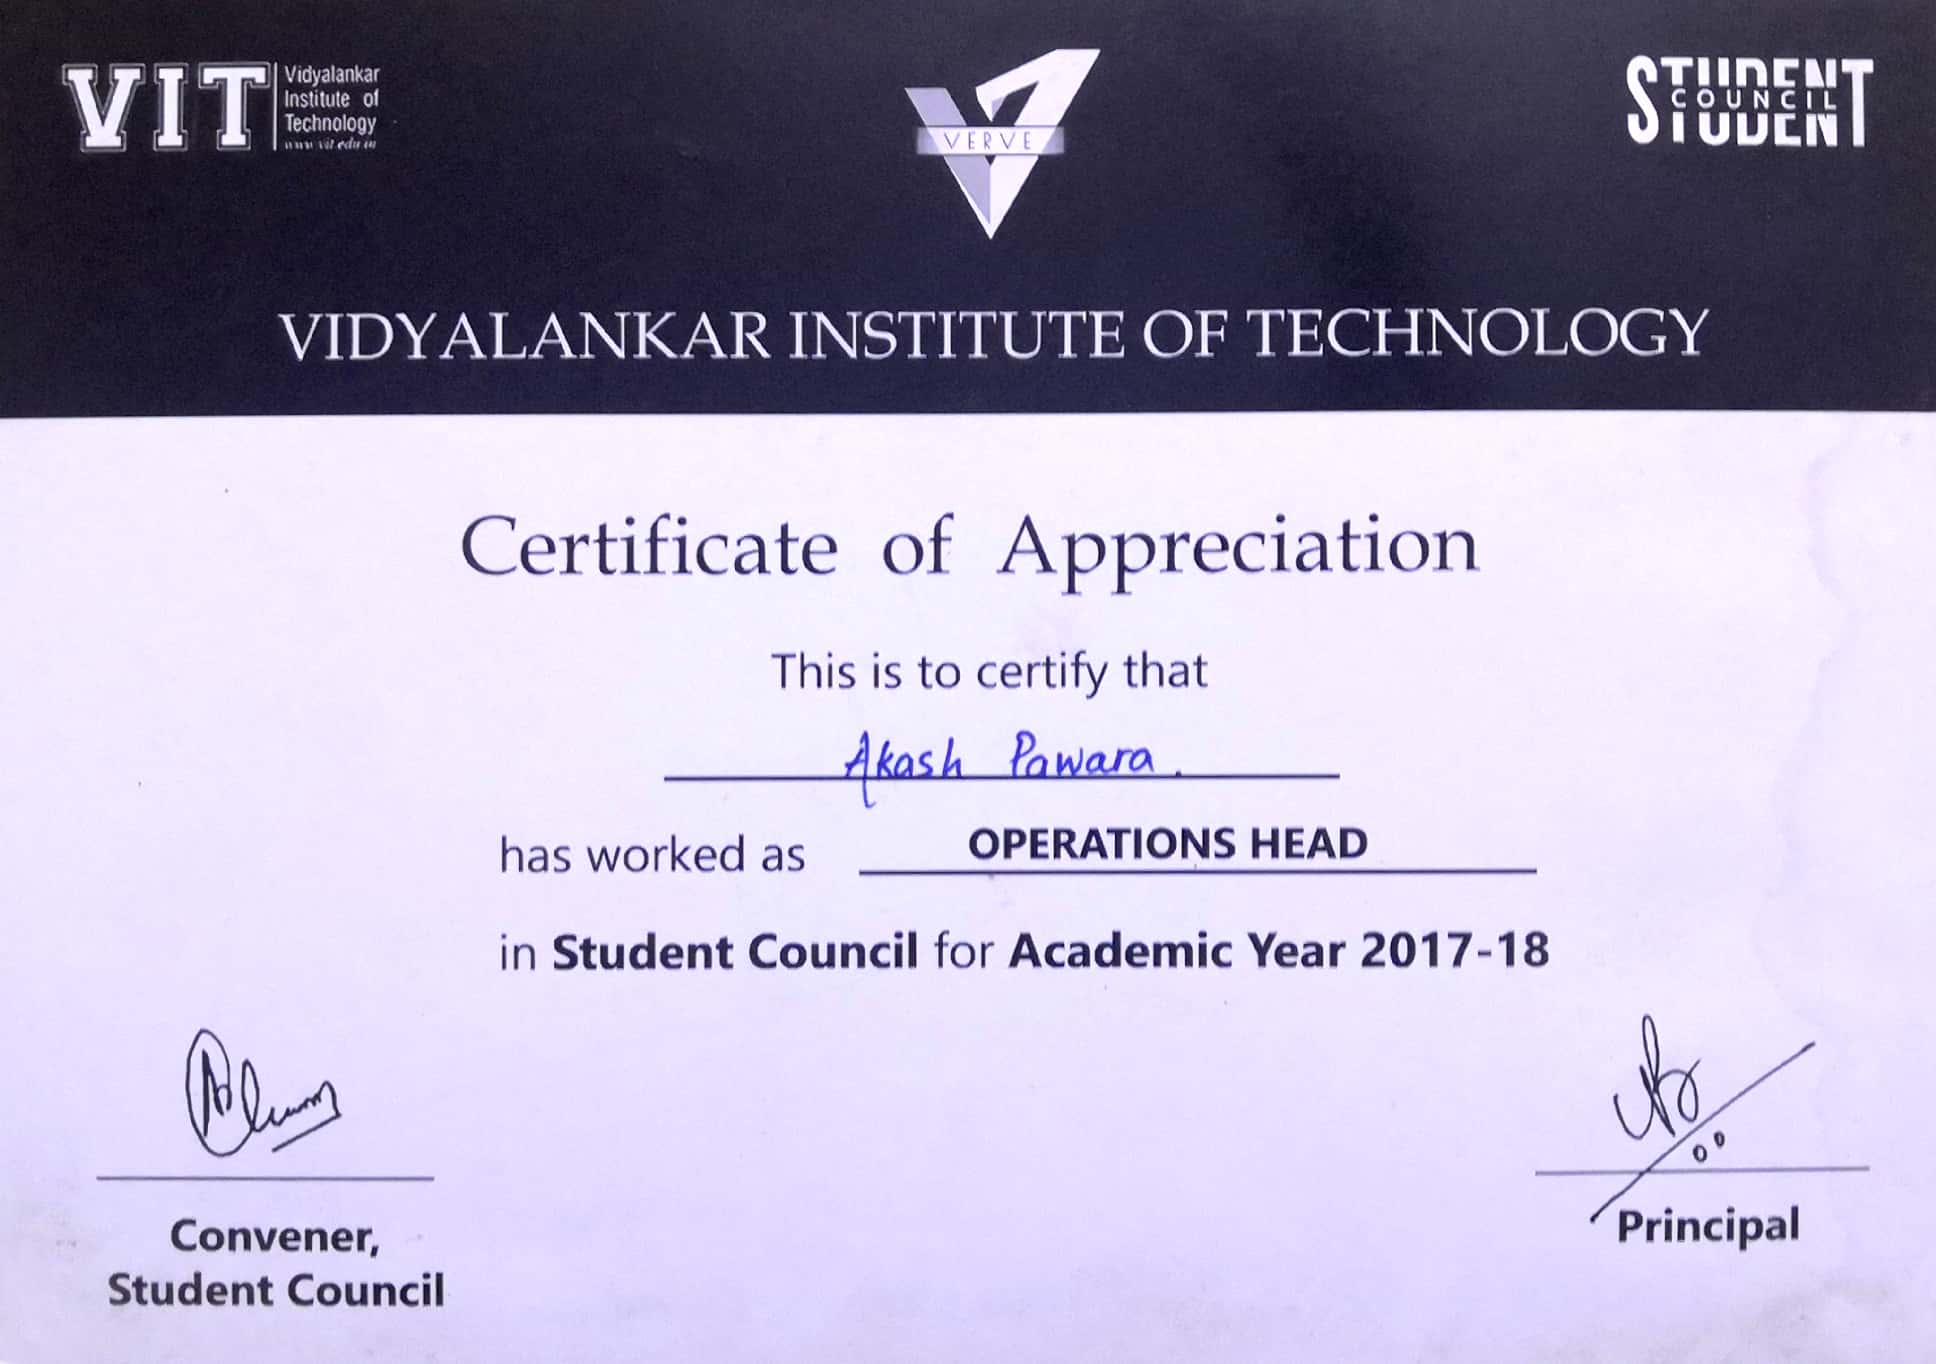 VIT
Vidyalankar
Institute of
Technology
www.vit.edu.in
VERVE
STUDENT
COUNCIL
VIDYALANKAR INSTITUTE OF TECHNOLOGY
Certificate of Appreciation
This is to certify that
Akash Pawara.
has worked as OPERATIONS HEAD
in Student Council for Academic Year 2017-18
Convener,
Student Council
Principal